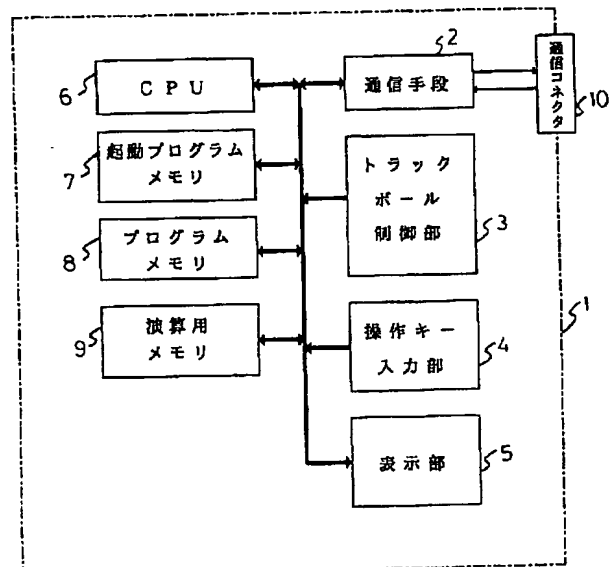 6
CPU
7
起動プログラム
メモリ
8
プログラム
メモリ
9
演算用
メモリ
2
通信手段
通信コネクタ
10
トラック
ボール
制御部
3
操作キー
入力部
4
1
表示部
5